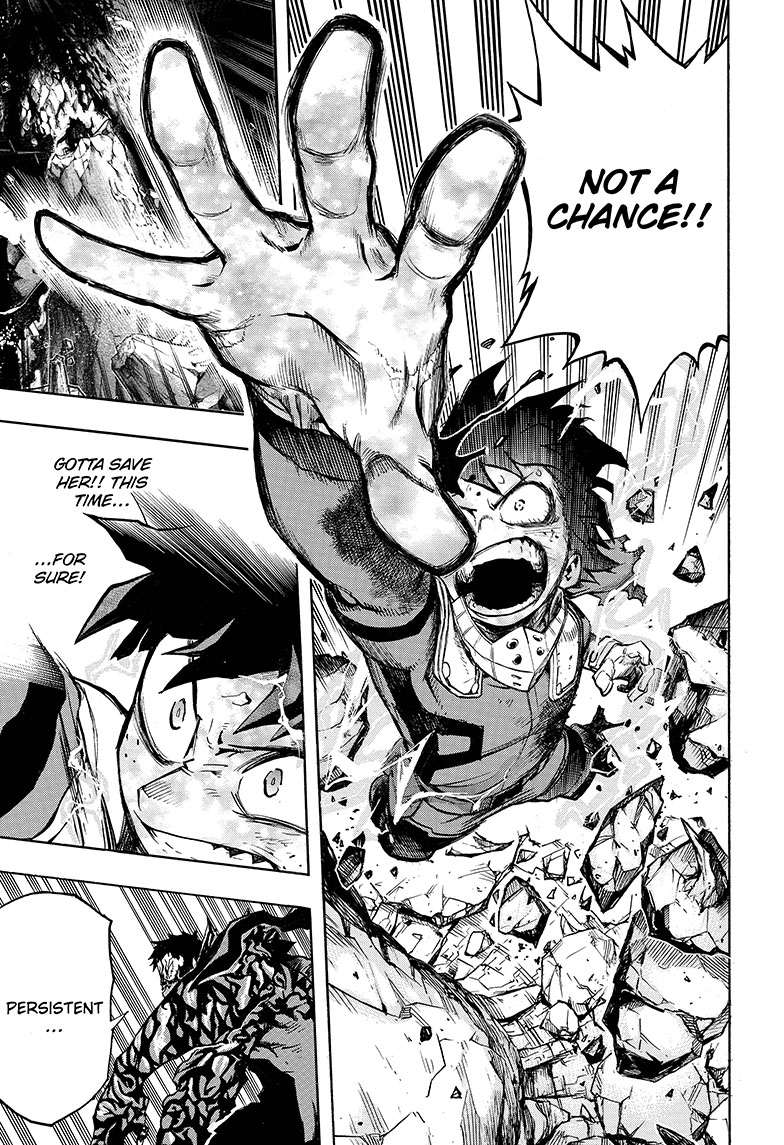 NOT A
CHANCE!!
GOTTA SAVE
HER!! THIS
TIME...
...FOR
SURE!
PERSISTENT
...